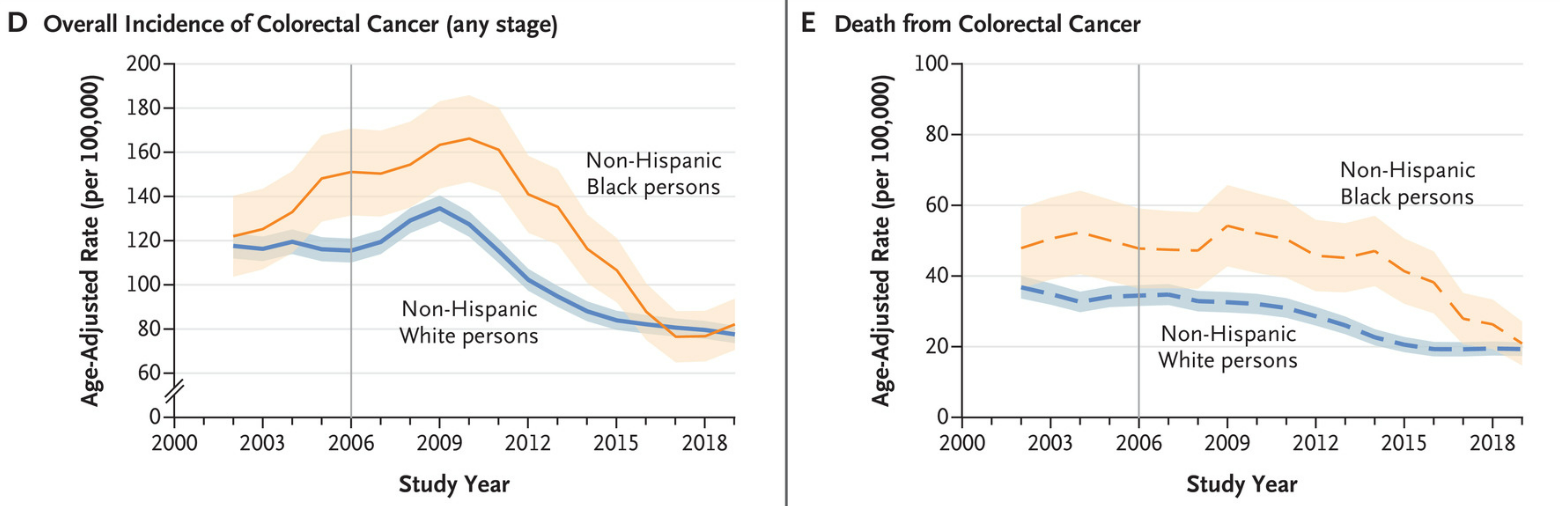 D Overall Incidence of Colorectal Cancer (any stage)
Age-Adjusted Rate (per 100,000)
200
180
160
140
120
100
80
60
0
Non-Hispanic
Black persons
Non-Hispanic
White persons
2000 2003 2006 2009 2012 2015 2018
Study Year
E Death from Colorectal Cancer
Age-Adjusted Rate (per 100,000)
100
80
60
40
20
0
Non-Hispanic
Black persons
Non-Hispanic
White persons
2000 2003 2006 2009 2012 2015 2018
Study Year